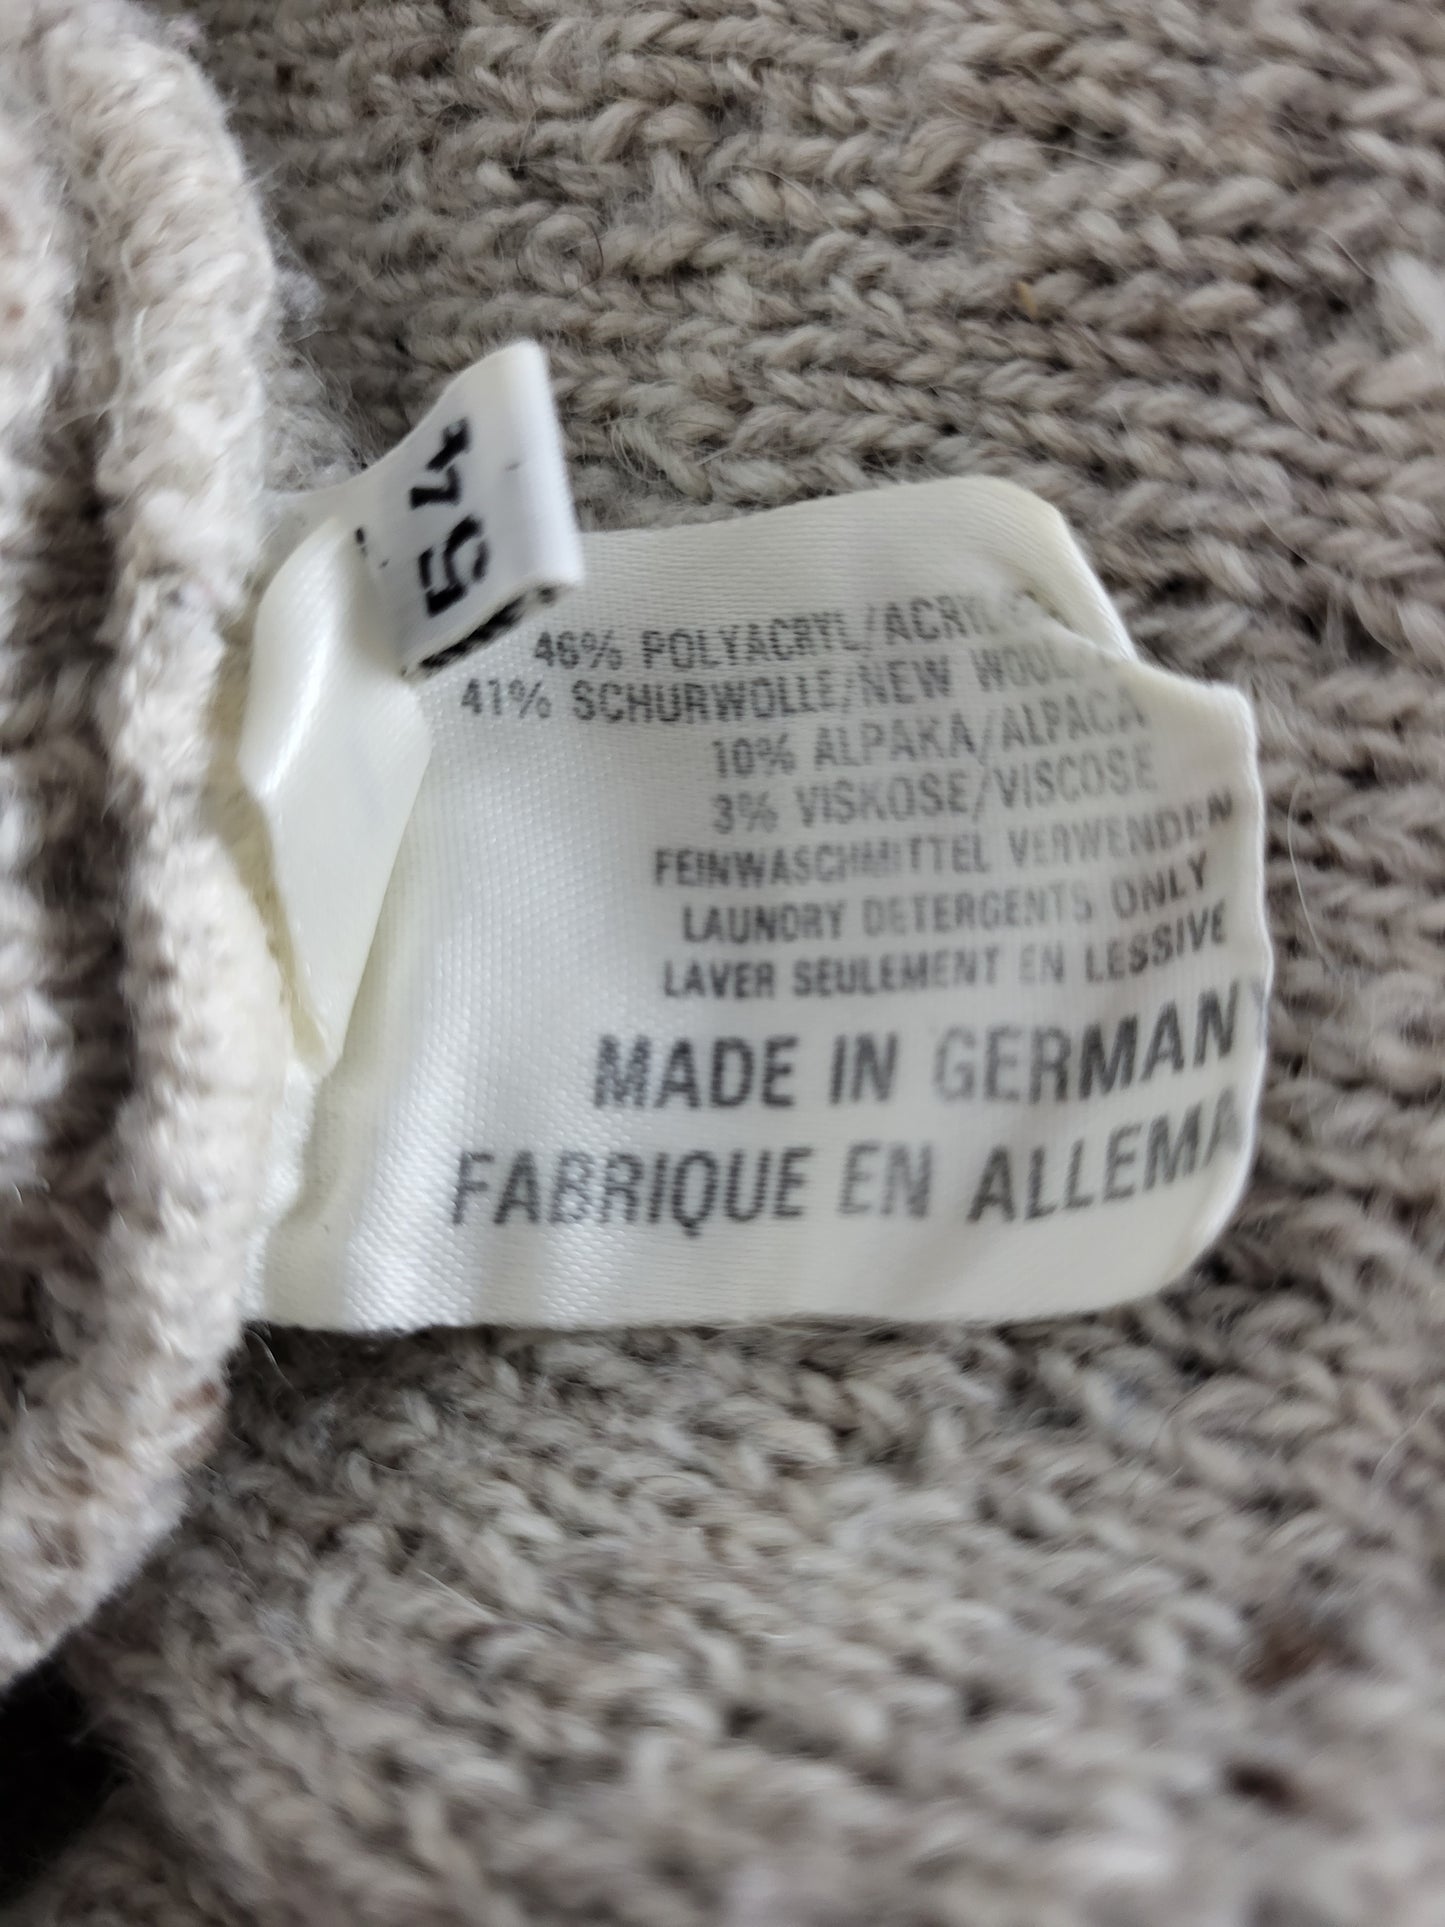 54
46% POLYACRYL/ACRYL
41% SCHURWOLLE/NEW WOOL
10% ALPAKA/ALPACA
3% VISKOSE/VISCOSE
FEINWASCHMITTEL VERWENDEN
LAUNDRY DETERGENTS ONLY
LAVER SEULEMENT EN LESSIVE
MADE IN GERMANY
FABRIQUE EN ALLEMA